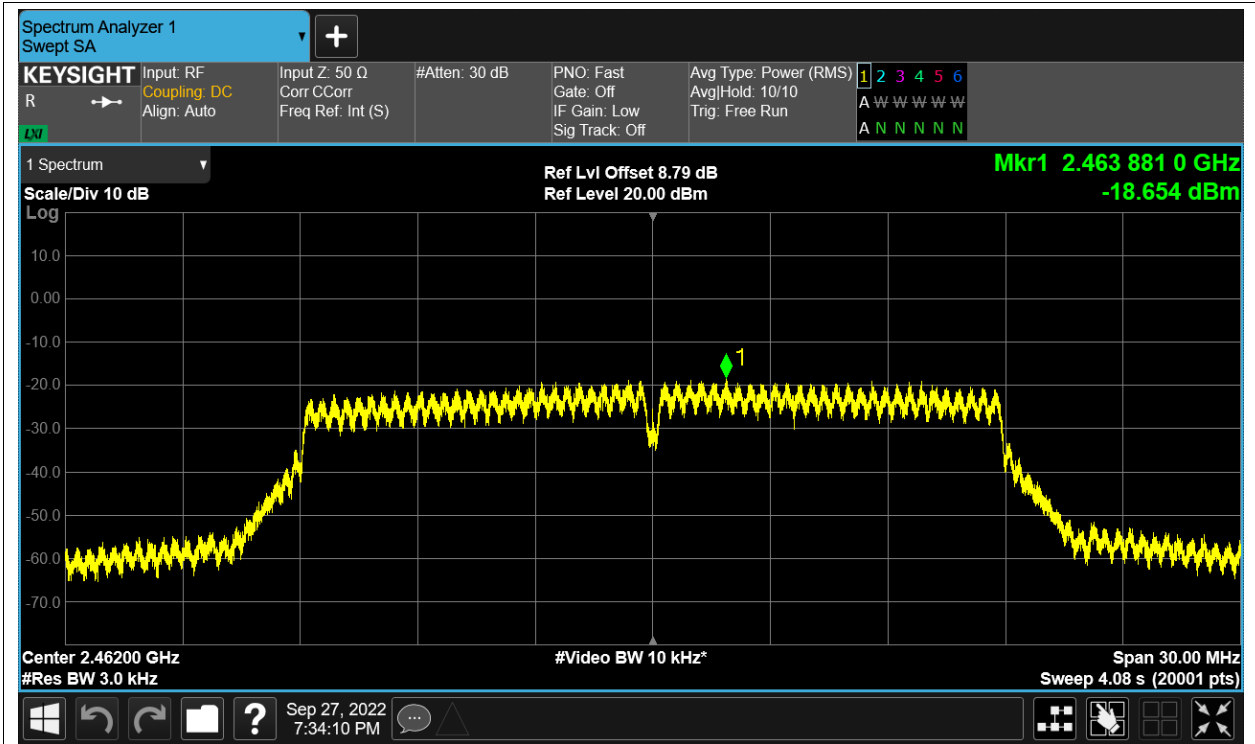 Spectrum Analyzer 1
Swept SA
KEYSIGHT
R
LXI
Input: RF
Coupling: DC
Align: Auto
Input Z: 50 Ω
Corr CCorr
Freq Ref: Int (S)
#Atten: 30 dB
PNO: Fast
Gate: Off
IF Gain: Low
Sig Track: Off
Avg Type: Power (RMS)
Avg|Hold: 10/10
Trig: Free Run
1 2 3 4 5 6
A W W W W W
A N N N N N
1 Spectrum
Scale/Div 10 dB
Log
Ref Lvl Offset 8.79 dB
Ref Level 20.00 dBm
Mkr1 2.463 881 0 GHz
-18.654 dBm
10.0
0.00
-10.0
1
-20.0
-30.0
-40.0
-50.0
-60.0
-70.0
Center 2.46200 GHz
#Res BW 3.0 kHz
#Video BW 10 kHz*
Span 30.00 MHz
Sweep 4.08 s (20001 pts)
?
Sep 27, 2022
7:34:10 PM